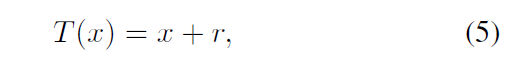 T(x) = x + r, (5)